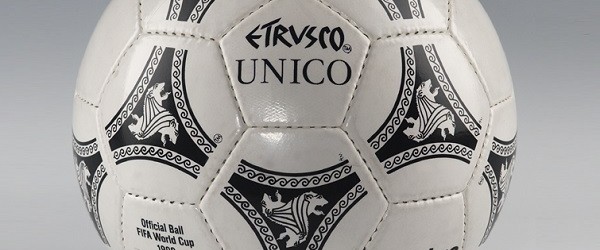 ETRVSCO
UNICO
Official Ball
FIFA World Cup